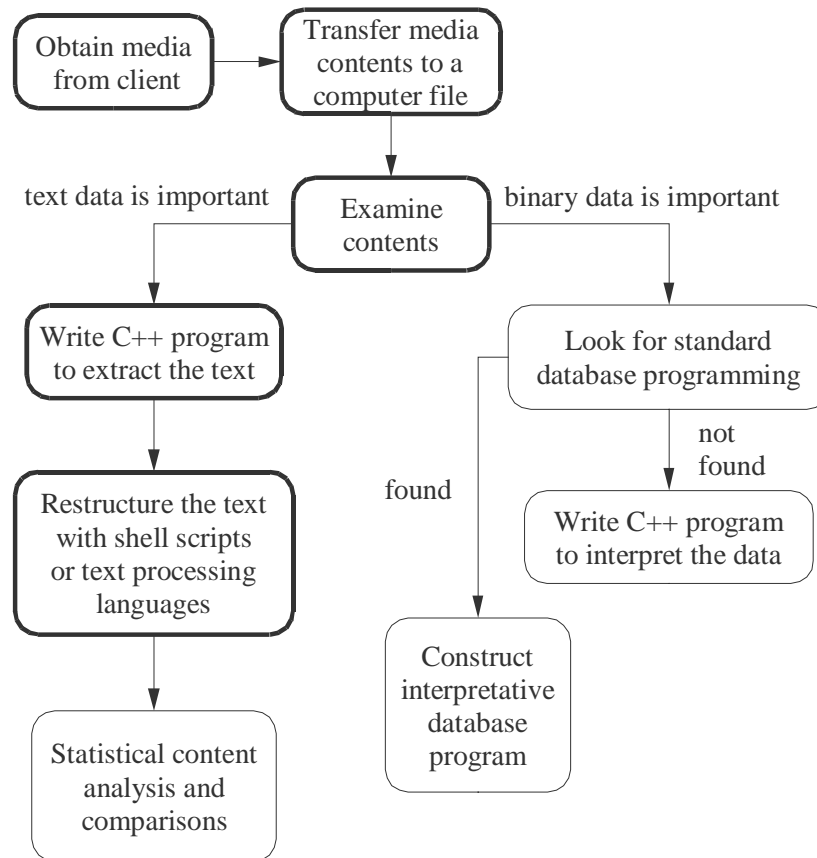 Obtain media
from client
Transfer media
contents to a
computer file
text data is important
Examine
contents
binary data is important
Write C++ program
to extract the text
Look for standard
database programming
not
found
found
Restructure the text
with shell scripts
or text processing
languages
Write C++ program
to interpret the data
Construct
interpretative
database
program
Statistical content
analysis and
comparisons